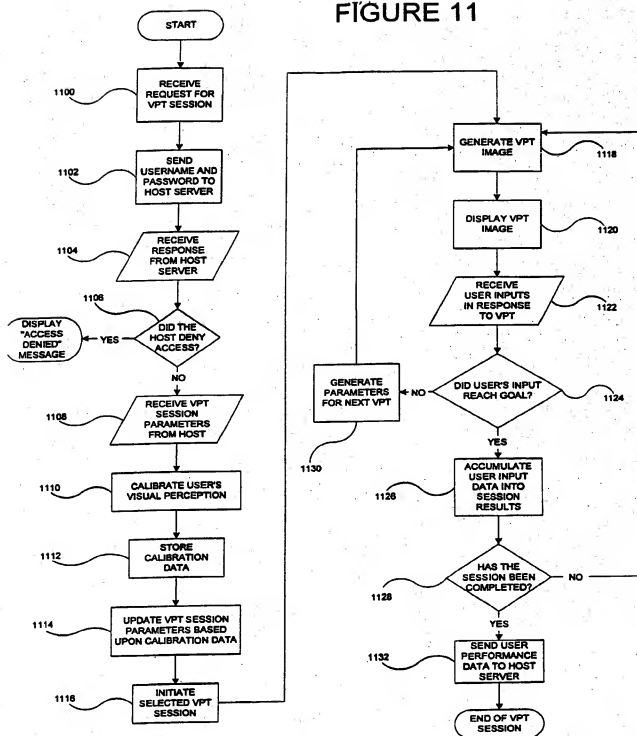 FIGURE 11
START
1100
RECEIVE
REQUEST FOR
VPT SESSION
1102
SEND
USERNAME AND
PASSWORD TO
HOST SERVER
1104
RECEIVE
RESPONSE
FROM HOST
SERVER
1106
DID THE
HOST DENY
ACCESS?
YES
DISPLAY
"ACCESS
DENIED"
MESSAGE
NO
1108
RECEIVE VPT
SESSION
PARAMETERS
FROM HOST
1110
CALIBRATE USER'S
VISUAL PERCEPTION
1112
STORE
CALIBRATION
DATA
1114
UPDATE VPT SESSION
PARAMETERS BASED
UPON CALIBRATION DATA
1116
INITIATE
SELECTED VPT
SESSION
GENERATE VPT
IMAGE
1118
DISPLAY VPT
IMAGE
1120
RECEIVE
USER INPUTS
IN RESPONSE
TO VPT
1122
DID USER'S INPUT
REACH GOAL?
1124
NO
GENERATE
PARAMETERS
FOR NEXT VPT
1130
YES
1126
ACCUMULATE
USER INPUT
DATA INTO
SESSION
RESULTS
1128
HAS THE
SESSION BEEN
COMPLETED?
NO
YES
1132
SEND USER
PERFORMANCE
DATA TO HOST
SERVER
END OF VPT
SESSION